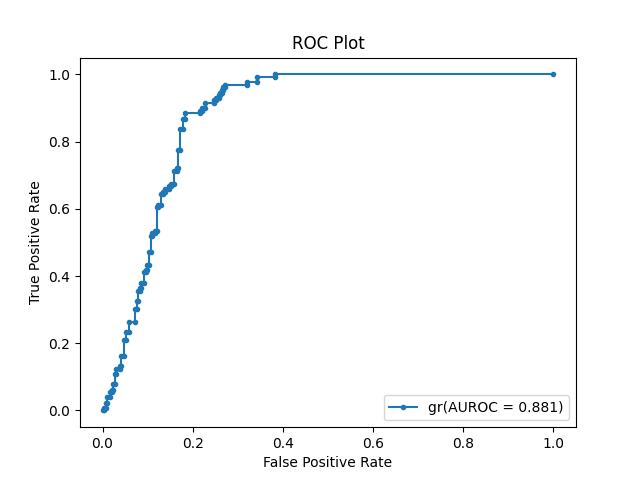 ROC Plot
True Positive Rate
1.0
0.8
0.6
0.4
0.2
0.0
gr(AUROC = 0.881)
0.0 0.2 0.4 0.6 0.8 1.0
False Positive Rate